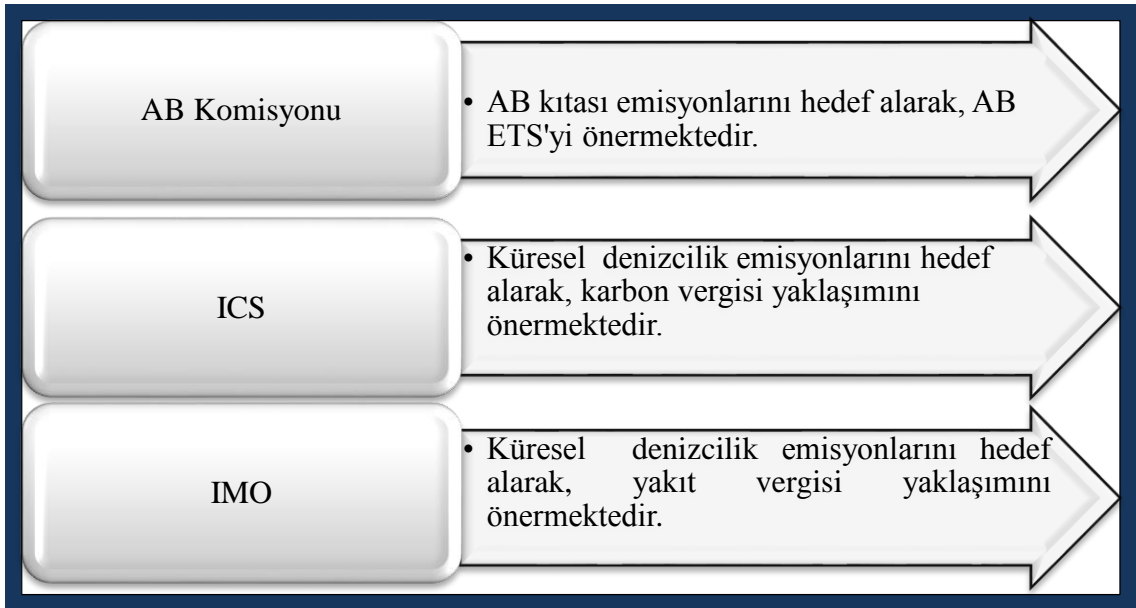 AB Komisyonu
• AB kıtası emisyonlarını hedef alarak, AB
ETS'yi önermektedir.
ICS
• Küresel denizcilik emisyonlarını hedef
alarak, karbon vergisi yaklaşımını
önermektedir.
IMO
• Küresel denizcilik emisyonlarını hedef
alarak, yakıt vergisi yaklaşımını
önermektedir.